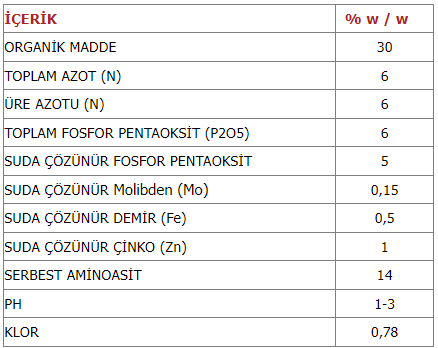 İÇERİK % w / w
ORGANİK MADDE 30
TOPLAM AZOT (N) 6
ÜRE AZOTU (N) 6
TOPLAM FOSFOR PENTAOKSİT (P2O5) 6
SUDA ÇÖZÜNÜR FOSFOR PENTAOKSİT 5
SUDA ÇÖZÜNÜR Molibden (Mo) 0,15
SUDA ÇÖZÜNÜR DEMİR (Fe) 0,5
SUDA ÇÖZÜNÜR ÇİNKO (Zn) 1
SERBEST AMİNOASİT 14
PH 1-3
KLOR 0,78